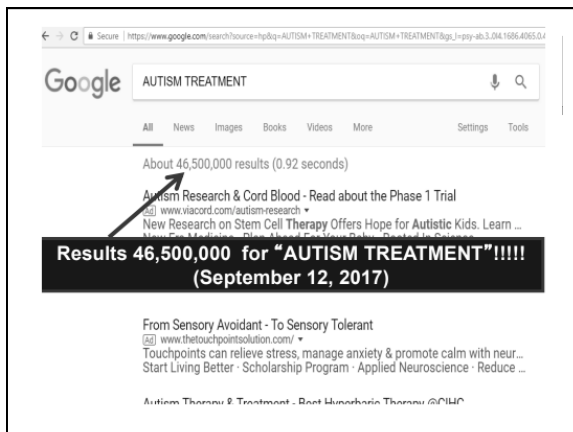 Secure | https://www.google.com/search?source=hp&q=AUTISM+TREATMENT&oq=AUTISM+TREATMENT&gs_l=psy-ab.3..0l4.1686.4065.0.4
Google AUTISM TREATMENT
All News Images Books Videos More Settings Tools
About 46,500,000 results (0.92 seconds)
Autism Research & Cord Blood - Read about the Phase 1 Trial
Ad www.viacord.com/autism-research
New Research on Stem Cell Therapy Offers Hope for Autistic Kids. Learn ...
Results 46,500,000 for “AUTISM TREATMENT”!!!!!
(September 12, 2017)
From Sensory Avoidant - To Sensory Tolerant
Ad www.thetouchpointsolution.com/
Touchpoints can relieve stress, manage anxiety & promote calm with neur...
Start Living Better · Scholarship Program · Applied Neuroscience · Reduce ...
Autism Therapy & Treatment - Best Hyperbaric Therapy @CIHC